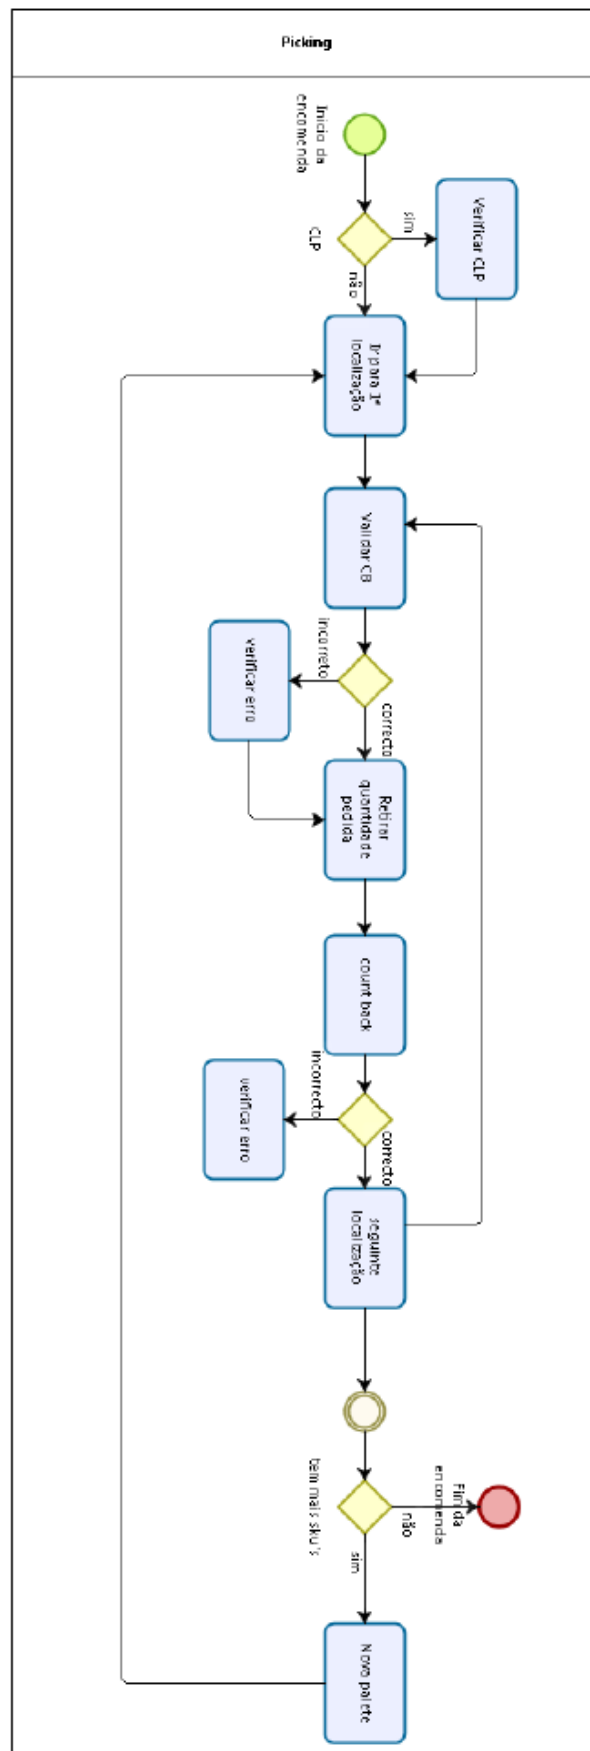 Picking
Inicio da
encomenda
CLP
sim
não
Verificar CLP
Ir para 1ª
localização
Validar CB
incorreto
correcto
Verificar erro
Retirar
quantidade
pedida
count back
incorrecto
correcto
verificar erro
seguinte
localização
tem mais sku's
não
sim
Fim da
encomenda
Novo palete